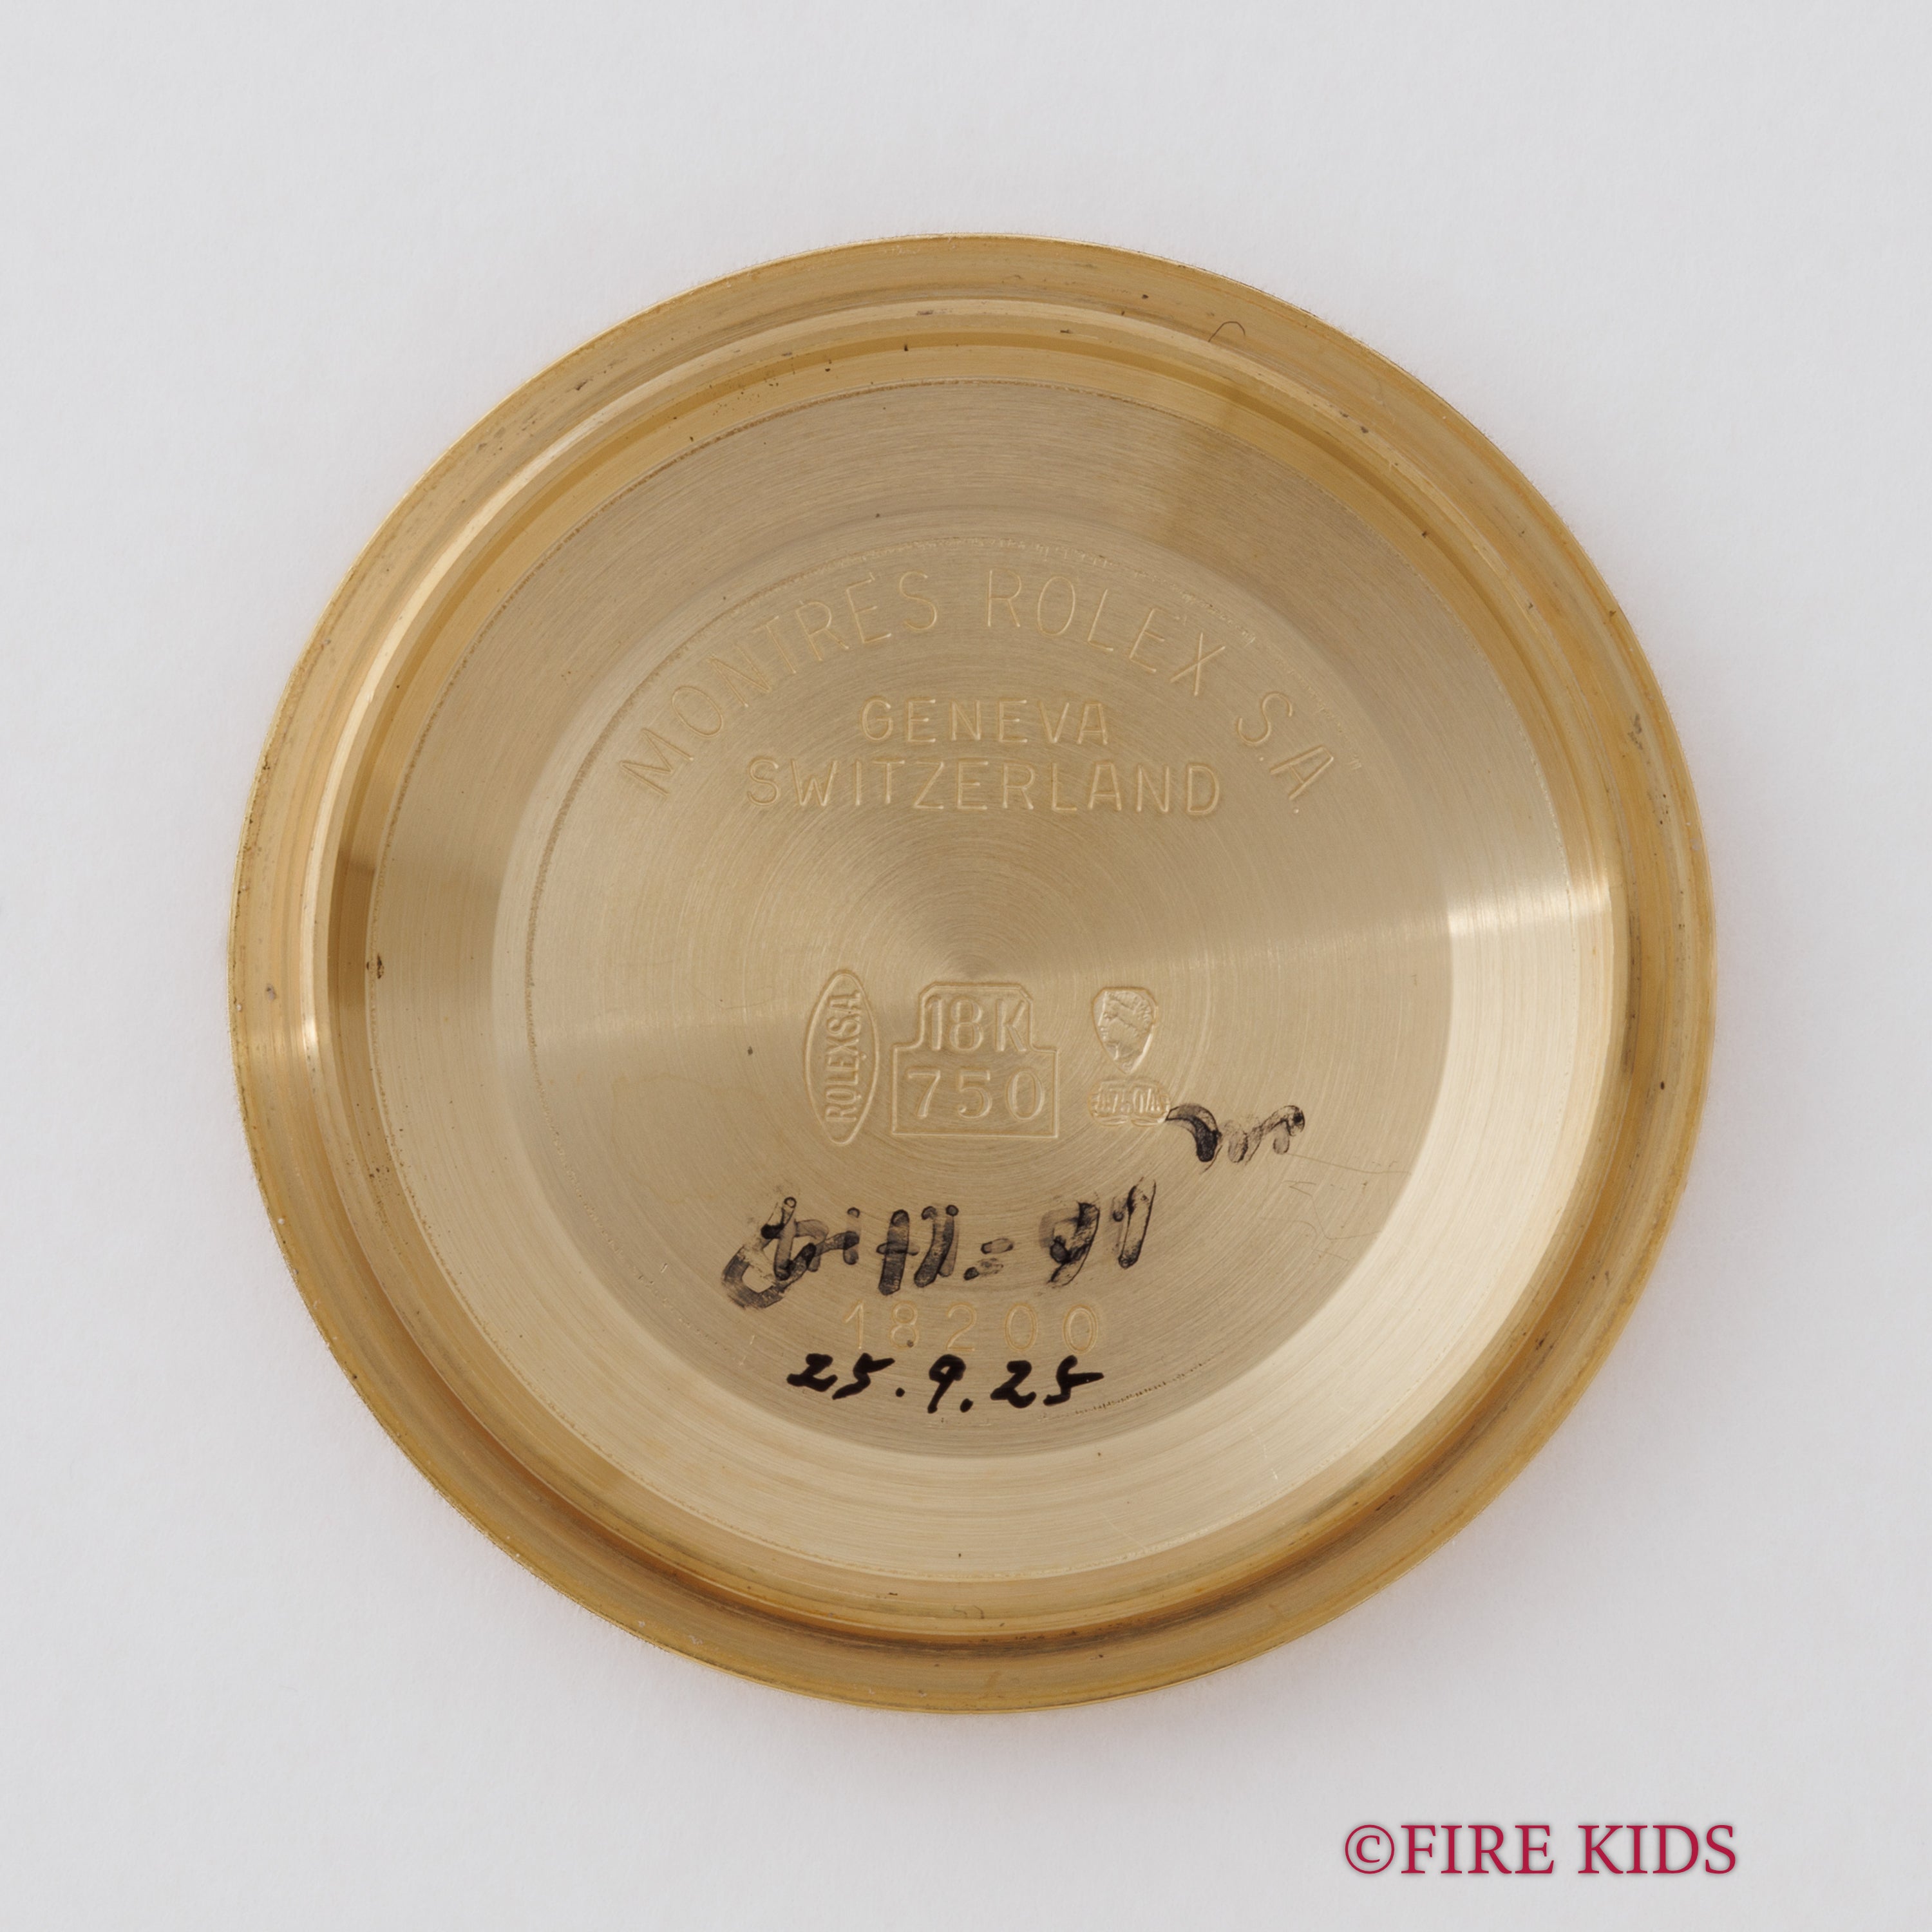 MONTRES ROLEX S.A.
GENEVA
SWITZERLAND
ROLEX S.A
18K
750
18200
25.9.25
©FIRE KIDS